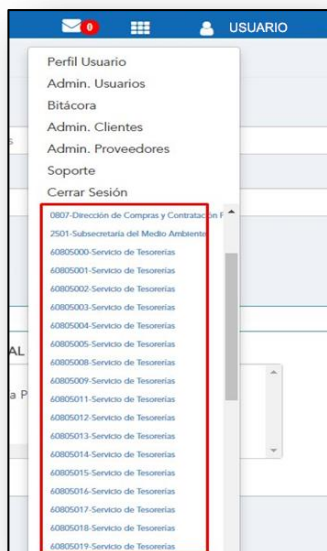 0
USUARIO
Perfil Usuario
Admin. Usuarios
Bitácora
Admin. Clientes
Admin. Proveedores
Soporte
Cerrar Sesión
s
0807-Dirección de Compras y Contratación P
2501-Subsecretaría del Medio Ambiente
60805000-Servicio de Tesorerías
60805001-Servicio de Tesorerías
60805002-Servicio de Tesorerías
60805003-Servicio de Tesorerías
60805004-Servicio de Tesorerías
60805005-Servicio de Tesorerías
AL
60805008-Servicio de Tesorerías
60805009-Servicio de Tesorerías
a P
60805011-Servicio de Tesorerías
60805012-Servicio de Tesorerías
60805013-Servicio de Tesorerías
60805014-Servicio de Tesorerías
60805015-Servicio de Tesorerías
60805016-Servicio de Tesorerías
60805017-Servicio de Tesorerías
60805018-Servicio de Tesorerías
60805019-Servicio de Tesorerías